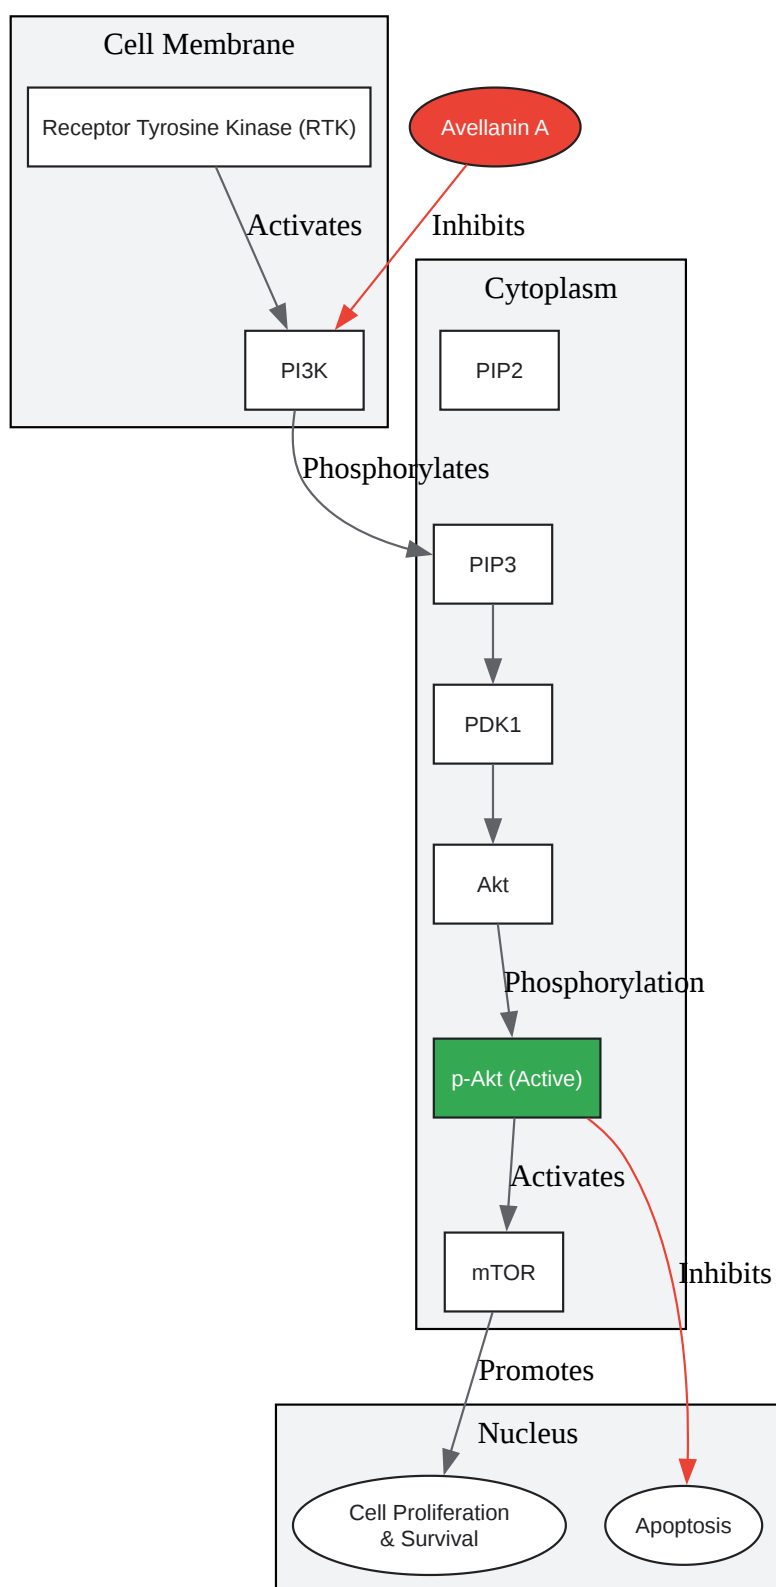 Cell Membrane
Receptor Tyrosine Kinase (RTK)
Avellanin A
Activates
Inhibits
Cytoplasm
PI3K
PIP2
Phosphorylates
PIP3
PDK1
Akt
Phosphorylation
p-Akt (Active)
Activates
mTOR
Inhibits
Promotes
Nucleus
Cell Proliferation
& Survival
Apoptosis